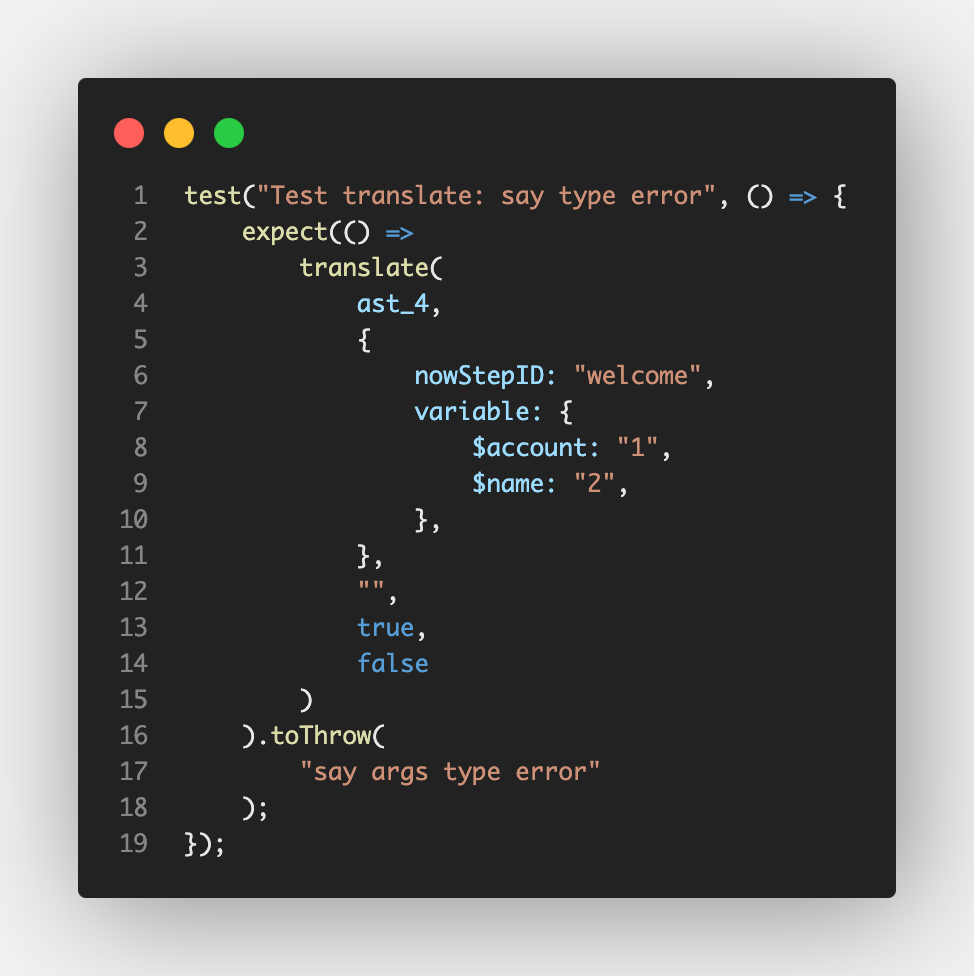 1 test("Test translate: say type error", () => {
2     expect(() =>
3         translate(
4             ast_4,
5             {
6                 nowStepID: "welcome",
7                 variable: {
8                     $account: "1",
9                     $name: "2",
10                 },
11             },
12             "",
13             true,
14             false
15         )
16     ).toThrow(
17         "say args type error"
18     );
19 });